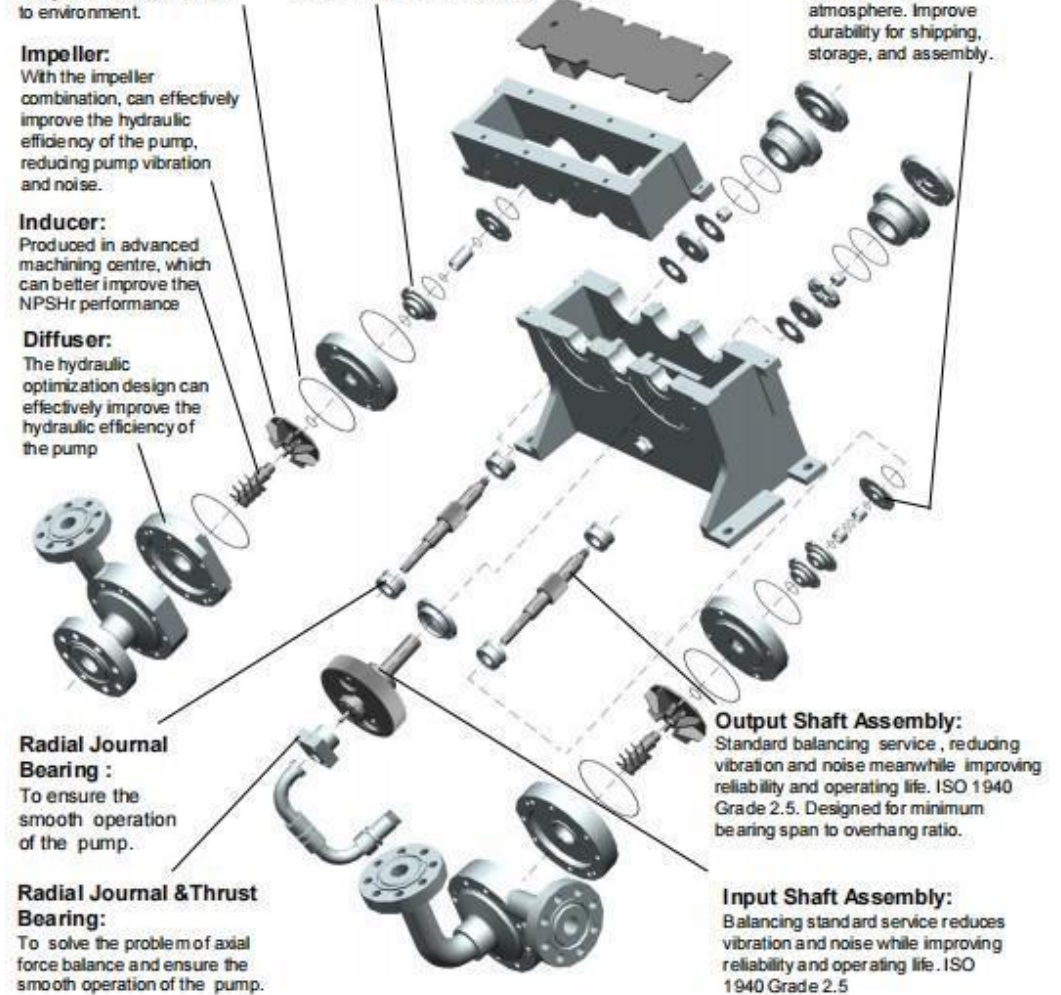 to environment.
Impeller:
With the impeller
combination, can effectively
improve the hydraulic
efficiency of the pump,
reducing pump vibration
and noise.
Inducer:
Produced in advanced
machining centre, which
can better improve the
NPSHr performance
Diffuser:
The hydraulic
optimization design can
effectively improve the
hydraulic efficiency of
the pump
atmosphere. Improve
durability for shipping,
storage, and assembly.
Radial Journal
Bearing :
To ensure the
smooth operation
of the pump.
Radial Journal &Thrust
Bearing:
To solve the problem of axial
force balance and ensure the
smooth operation of the pump.
Output Shaft Assembly:
Standard balancing service , reducing
vibration and noise meanwhile improving
reliability and operating life. ISO 1940
Grade 2.5. Designed for minimum
bearing span to overhang ratio.
Input Shaft Assembly:
Balancing standard service reduces
vibration and noise while improving
reliability and operating life. ISO
1940 Grade 2.5